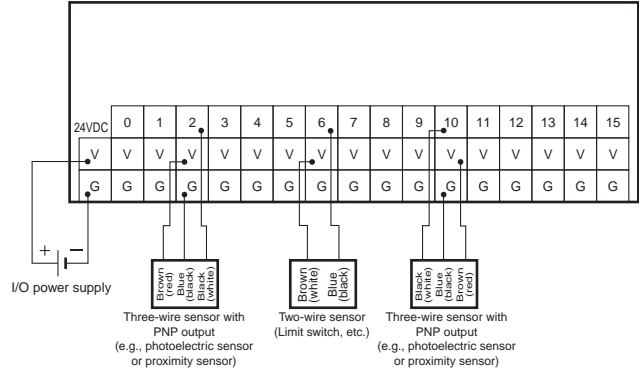 24VDC 0 1 2 3 4 5 6 7 8 9 10 11 12 13 14 15
V V V V V V V V V V V V V V V V V
G G G G G G G G G G G G G G G G G
+ −
I/O power supply
Brown (red)
Blue (black)
Black (white)
Brown (white)
Blue (black)
Black (white)
Blue (black)
Brown (red)
Three-wire sensor with
PNP output
(e.g., photoelectric sensor
or proximity sensor)
Two-wire sensor
(Limit switch, etc.)
Three-wire sensor with
PNP output
(e.g., photoelectric sensor
or proximity sensor)